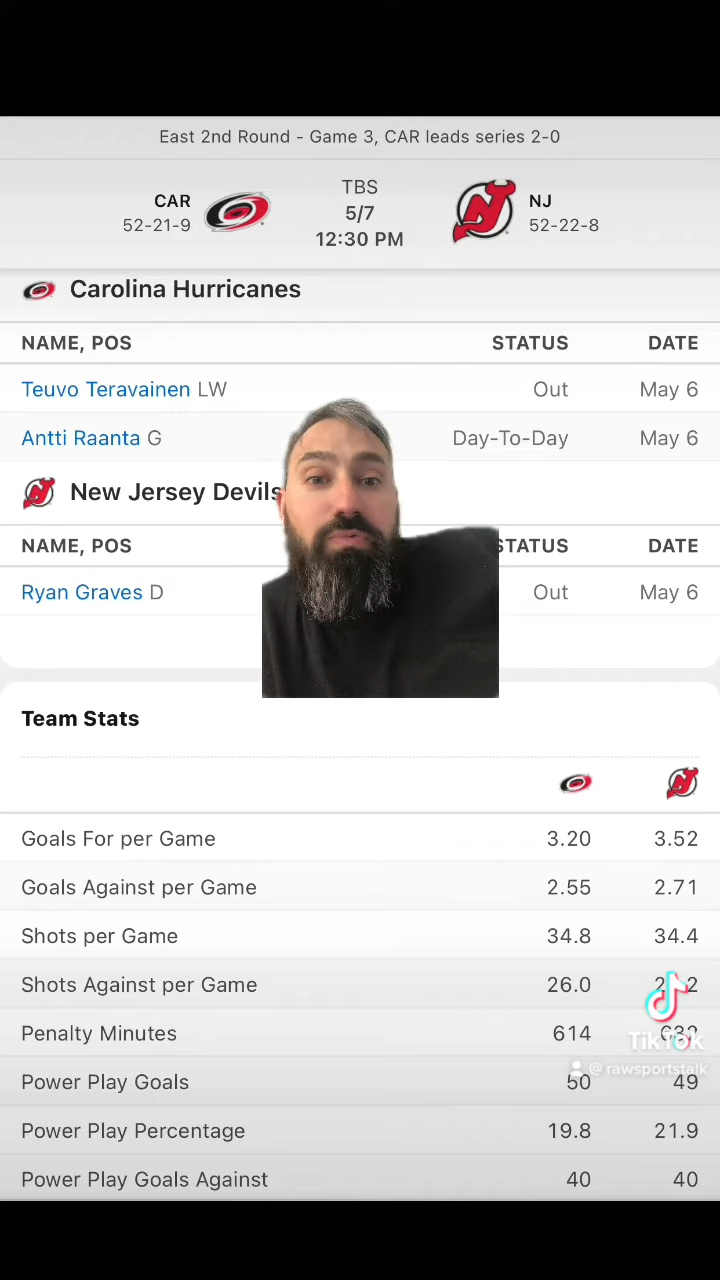 East 2nd Round - Game 3, CAR leads series 2-0
CAR TBS NJ
52-21-9 5/7 52-22-8
12:30 PM
Carolina Hurricanes
NAME, POS STATUS DATE
Teuvo Teravainen LW Out May 6
Antti Raanta G Day-To-Day May 6
New Jersey Devils
NAME, POS STATUS DATE
Ryan Graves D Out May 6
Team Stats
Goals For per Game 3.20 3.52
Goals Against per Game 2.55 2.71
Shots per Game 34.8 34.4
Shots Against per Game 26.0
Penalty Minutes 614
TikTok
@rawsportstalk
Power Play Goals 50 49
Power Play Percentage 19.8 21.9
Power Play Goals Against 40 40